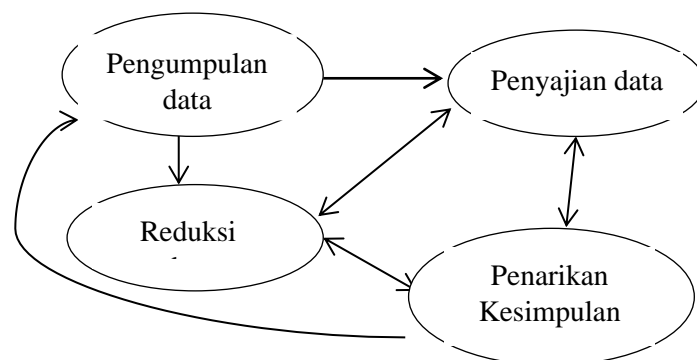 Pengumpulan
data
Penyajian data
Reduksi
Penarikan
Kesimpulan